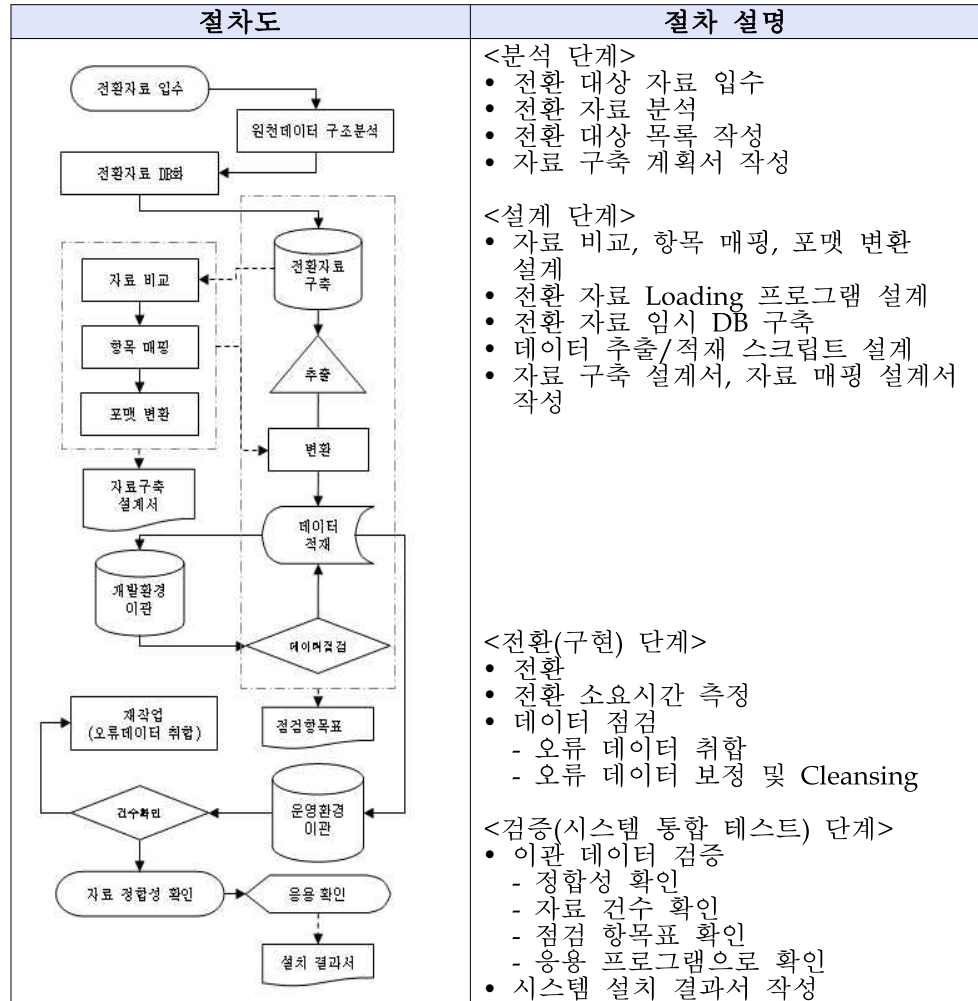 절차도
절차 설명
전환자료 입수
원천데이터 구조분석
전환자료 DB화
전환자료
구축
자료 비교
항목 매핑
포맷 변환
추출
변환
자료구축
설계서
데이터
적재
개발환경
이관
데이터점검
점검항목표
재작업
(오류데이터 취합)
건수확인
운영환경
이관
자료 정합성 확인
응용 확인
설치 결과서
<분석 단계>
• 전환 대상 자료 입수
• 전환 자료 분석
• 전환 대상 목록 작성
• 자료 구축 계획서 작성
<설계 단계>
• 자료 비교, 항목 매핑, 포맷 변환
설계
• 전환 자료 Loading 프로그램 설계
• 전환 자료 임시 DB 구축
• 데이터 추출/적재 스크립트 설계
• 자료 구축 설계서, 자료 매핑 설계서
작성
<전환(구현) 단계>
• 전환
• 전환 소요시간 측정
• 데이터 점검
- 오류 데이터 취합
- 오류 데이터 보정 및 Cleansing
<검증(시스템 통합 테스트) 단계>
• 이관 데이터 검증
- 정합성 확인
- 자료 건수 확인
- 점검 항목표 확인
- 응용 프로그램으로 확인
• 시스템 설치 결과서 작성